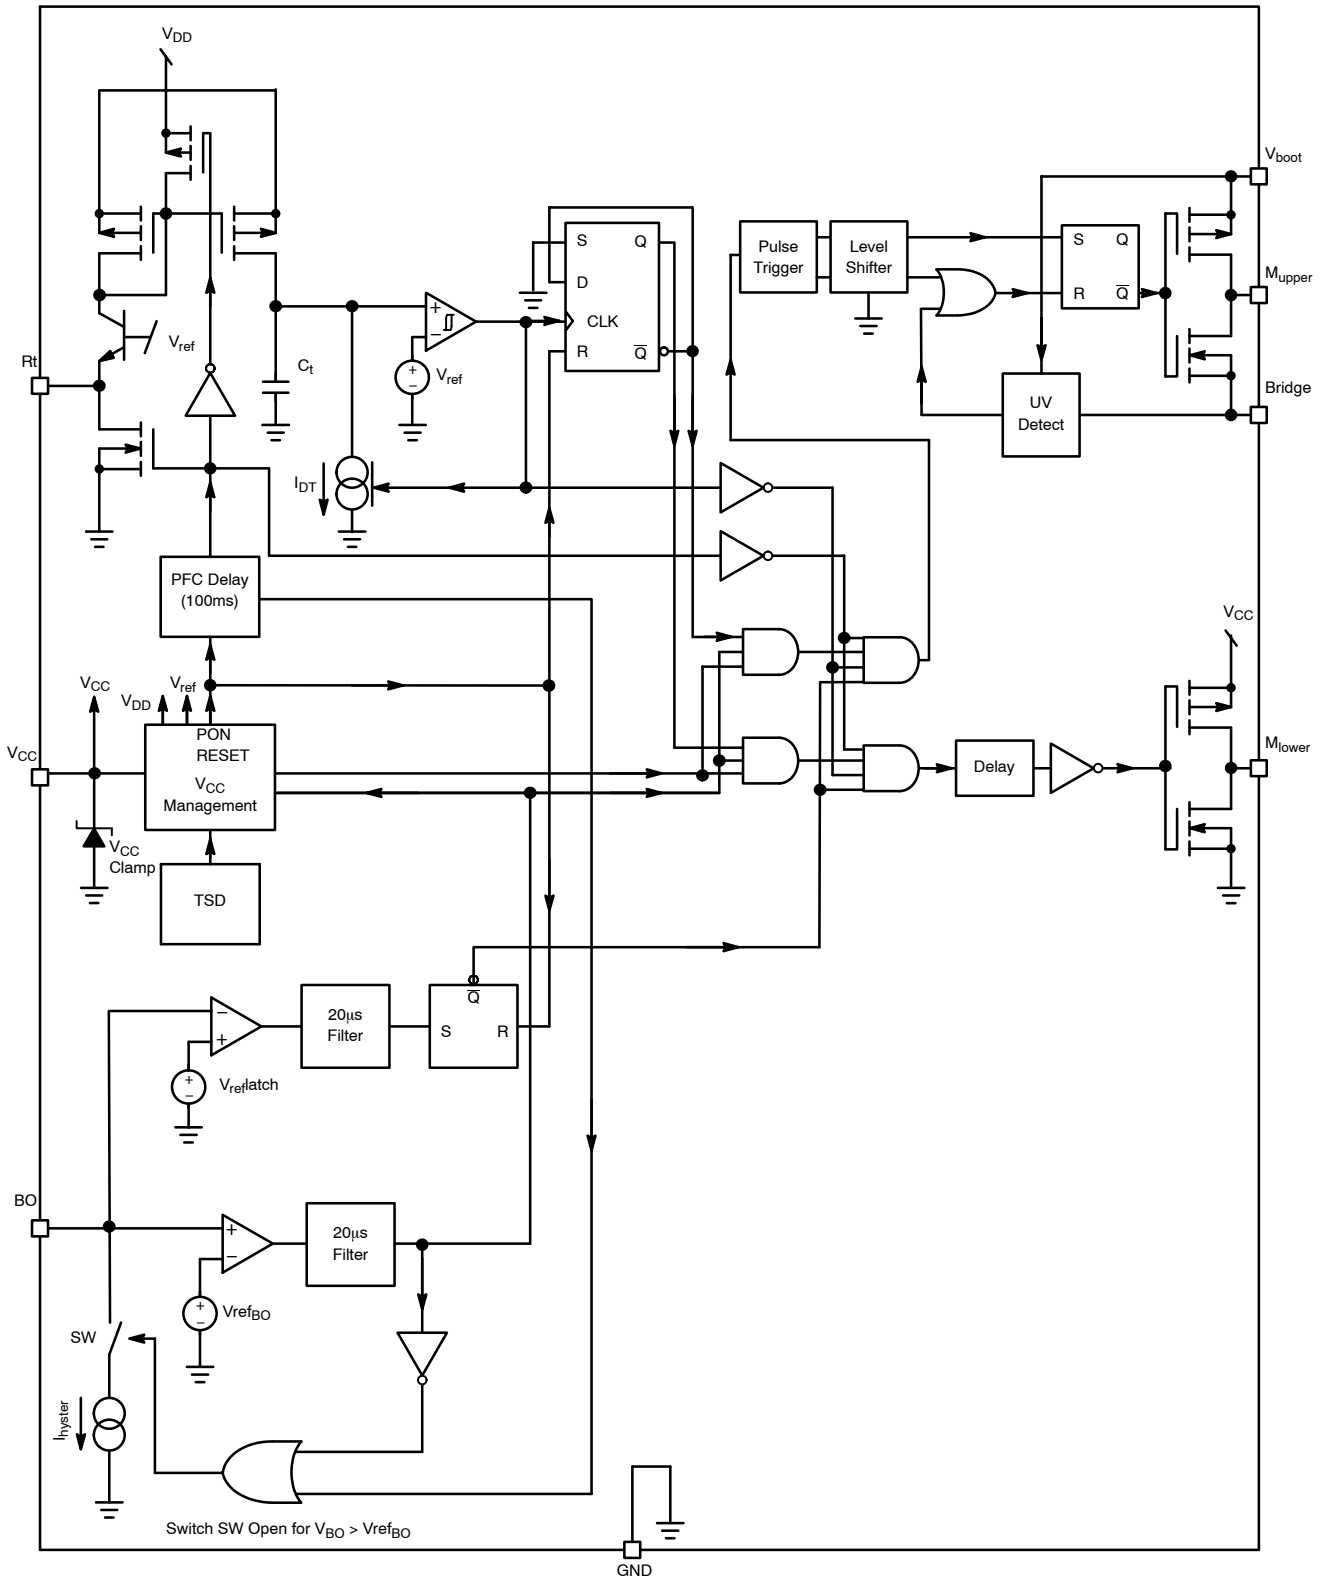 VDD
Vboot
S
Q
Pulse
Trigger
Level
Shifter
S
Q
D
Mupper
R
Q
CLK
Vref
Rt
R
Q
Ct
Vref
Bridge
UV
Detect
IDT
PFC Delay
(100ms)
VCC
VCC
Vref
VDD
PON
RESET
VCC
Mlower
VCC
Management
Delay
VCC
Clamp
TSD
Q
20μs
Filter
S
R
Vreflatch
BO
20μs
Filter
VrefBO
SW
Ihyster
Switch SW Open for VBO > VrefBO
GND